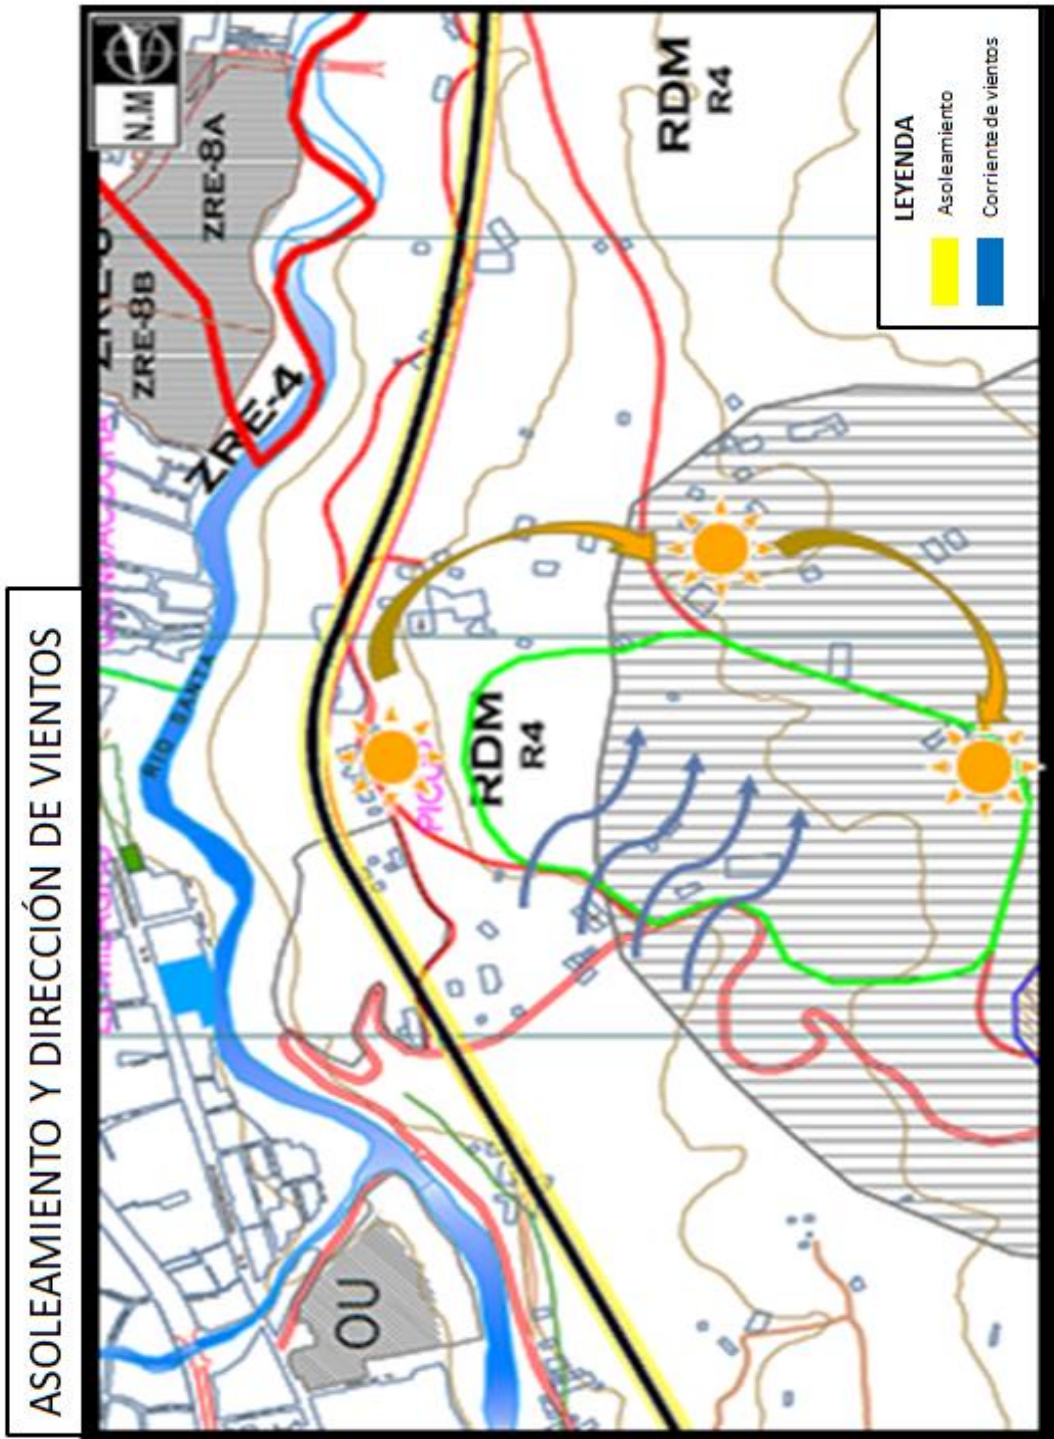 ASOLEAMIENTO Y DIRECCIÓN DE VIENTOS
N.M
ZRE-8B
ZRE-8A
ZRE-4
RIO SANTA
OU
PICUP
RDM
R4
RDM
R4
LEYENDA
Asoleamiento
Corriente de vientos